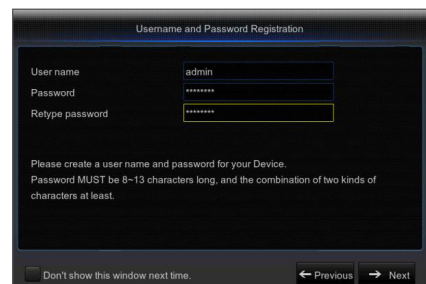 Username and Password Registration
User name admin
Password ********
Retype password ********
Please create a user name and password for your Device.
Password MUST be 8~13 characters long, and the combination of two kinds of
characters at least.
Don't show this window next time. ← Previous → Next